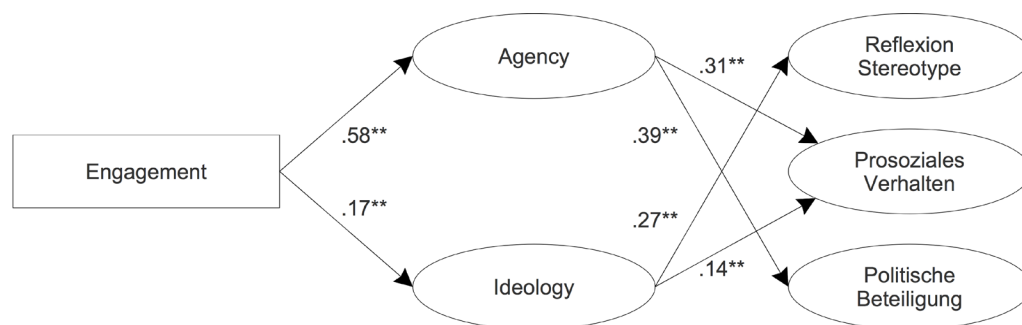 Engagement
.58**
.17**
Agency
Ideology
.31**
.39**
.27**
.14**
Reflexion
Stereotype
Prosoziales
Verhalten
Politische
Beteiligung